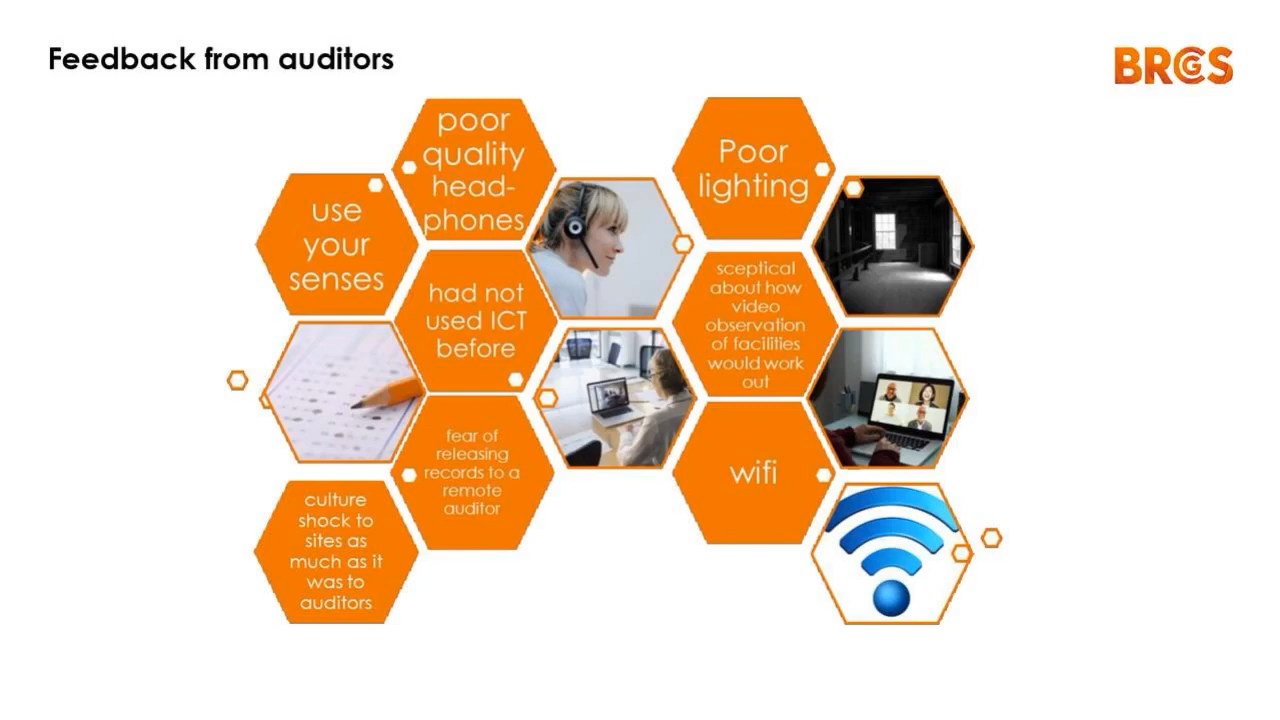 Feedback from auditors
BRCGS
poor
quality
head-
phones
Poor
lighting
use
your
senses
had not
used ICT
before
sceptical
about how
video
observation
of facilities
would work
out
fear of
releasing
records to a
remote
auditor
wifi
culture
shock to
sites as
much as it
was to
auditors